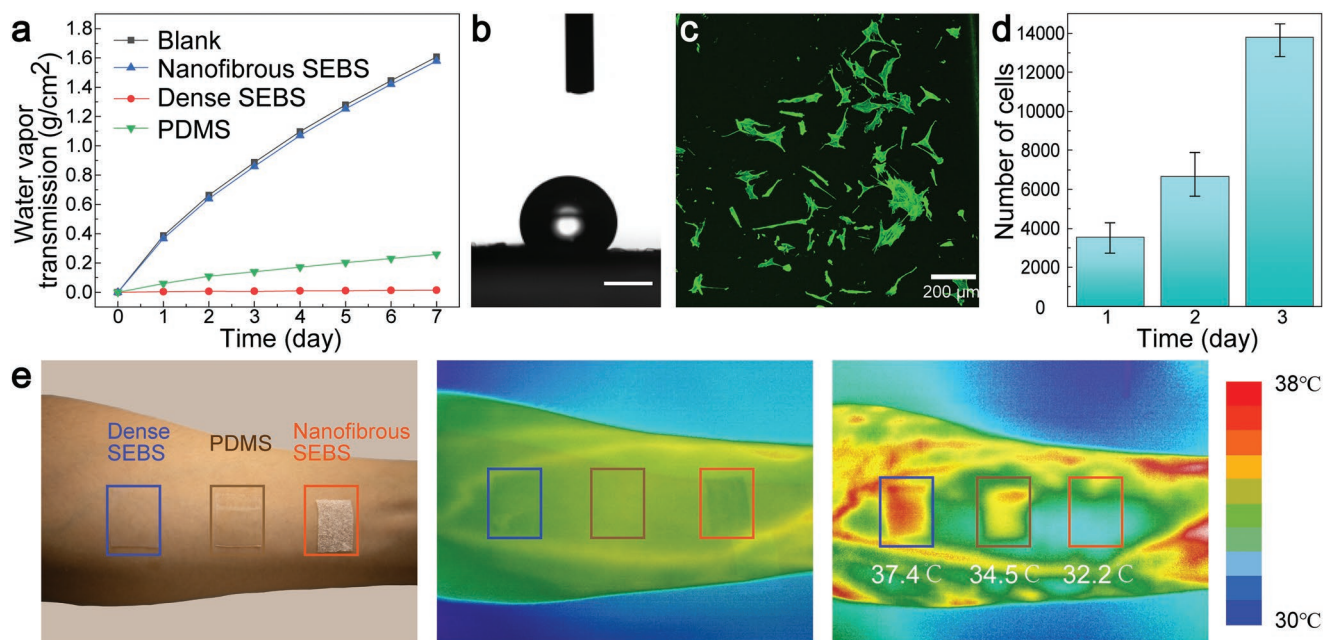 a
Water vapor
transmission (g/cm2)
1.8
1.6
1.4
1.2
1.0
0.8
0.6
0.4
0.2
0.0
Blank
Nanofibrous SEBS
Dense SEBS
PDMS
0 1 2 3 4 5 6 7
Time (day)
b
c
200 μm
d
Number of cells
14000
12000
10000
8000
6000
4000
2000
0
1 2 3
Time (day)
e
Dense
SEBS
PDMS
Nanofibrous
SEBS
37.4 ℃ 34.5 ℃ 32.2 ℃
38℃
30℃